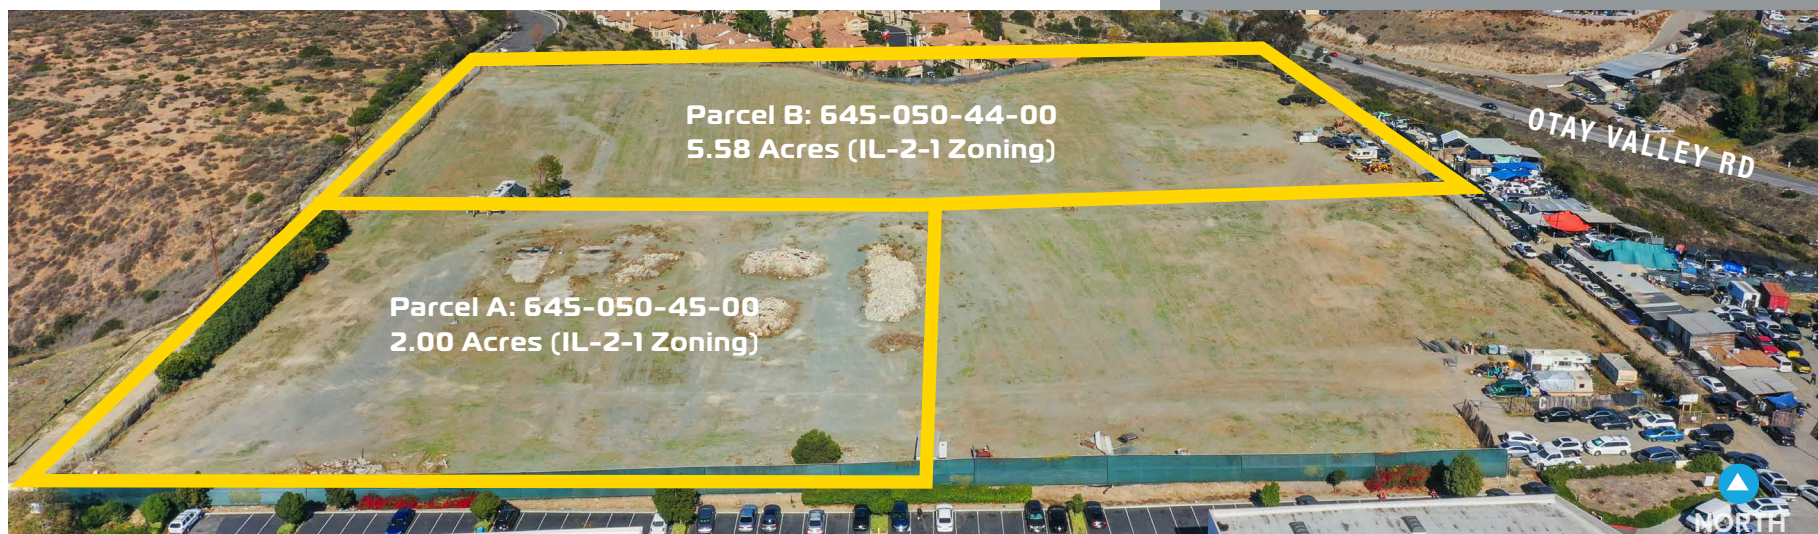 Parcel B: 645-050-44-00
5.58 Acres (IL-2-1 Zoning)
OTAY VALLEY RD
Parcel A: 645-050-45-00
2.00 Acres (IL-2-1 Zoning)
NORTH